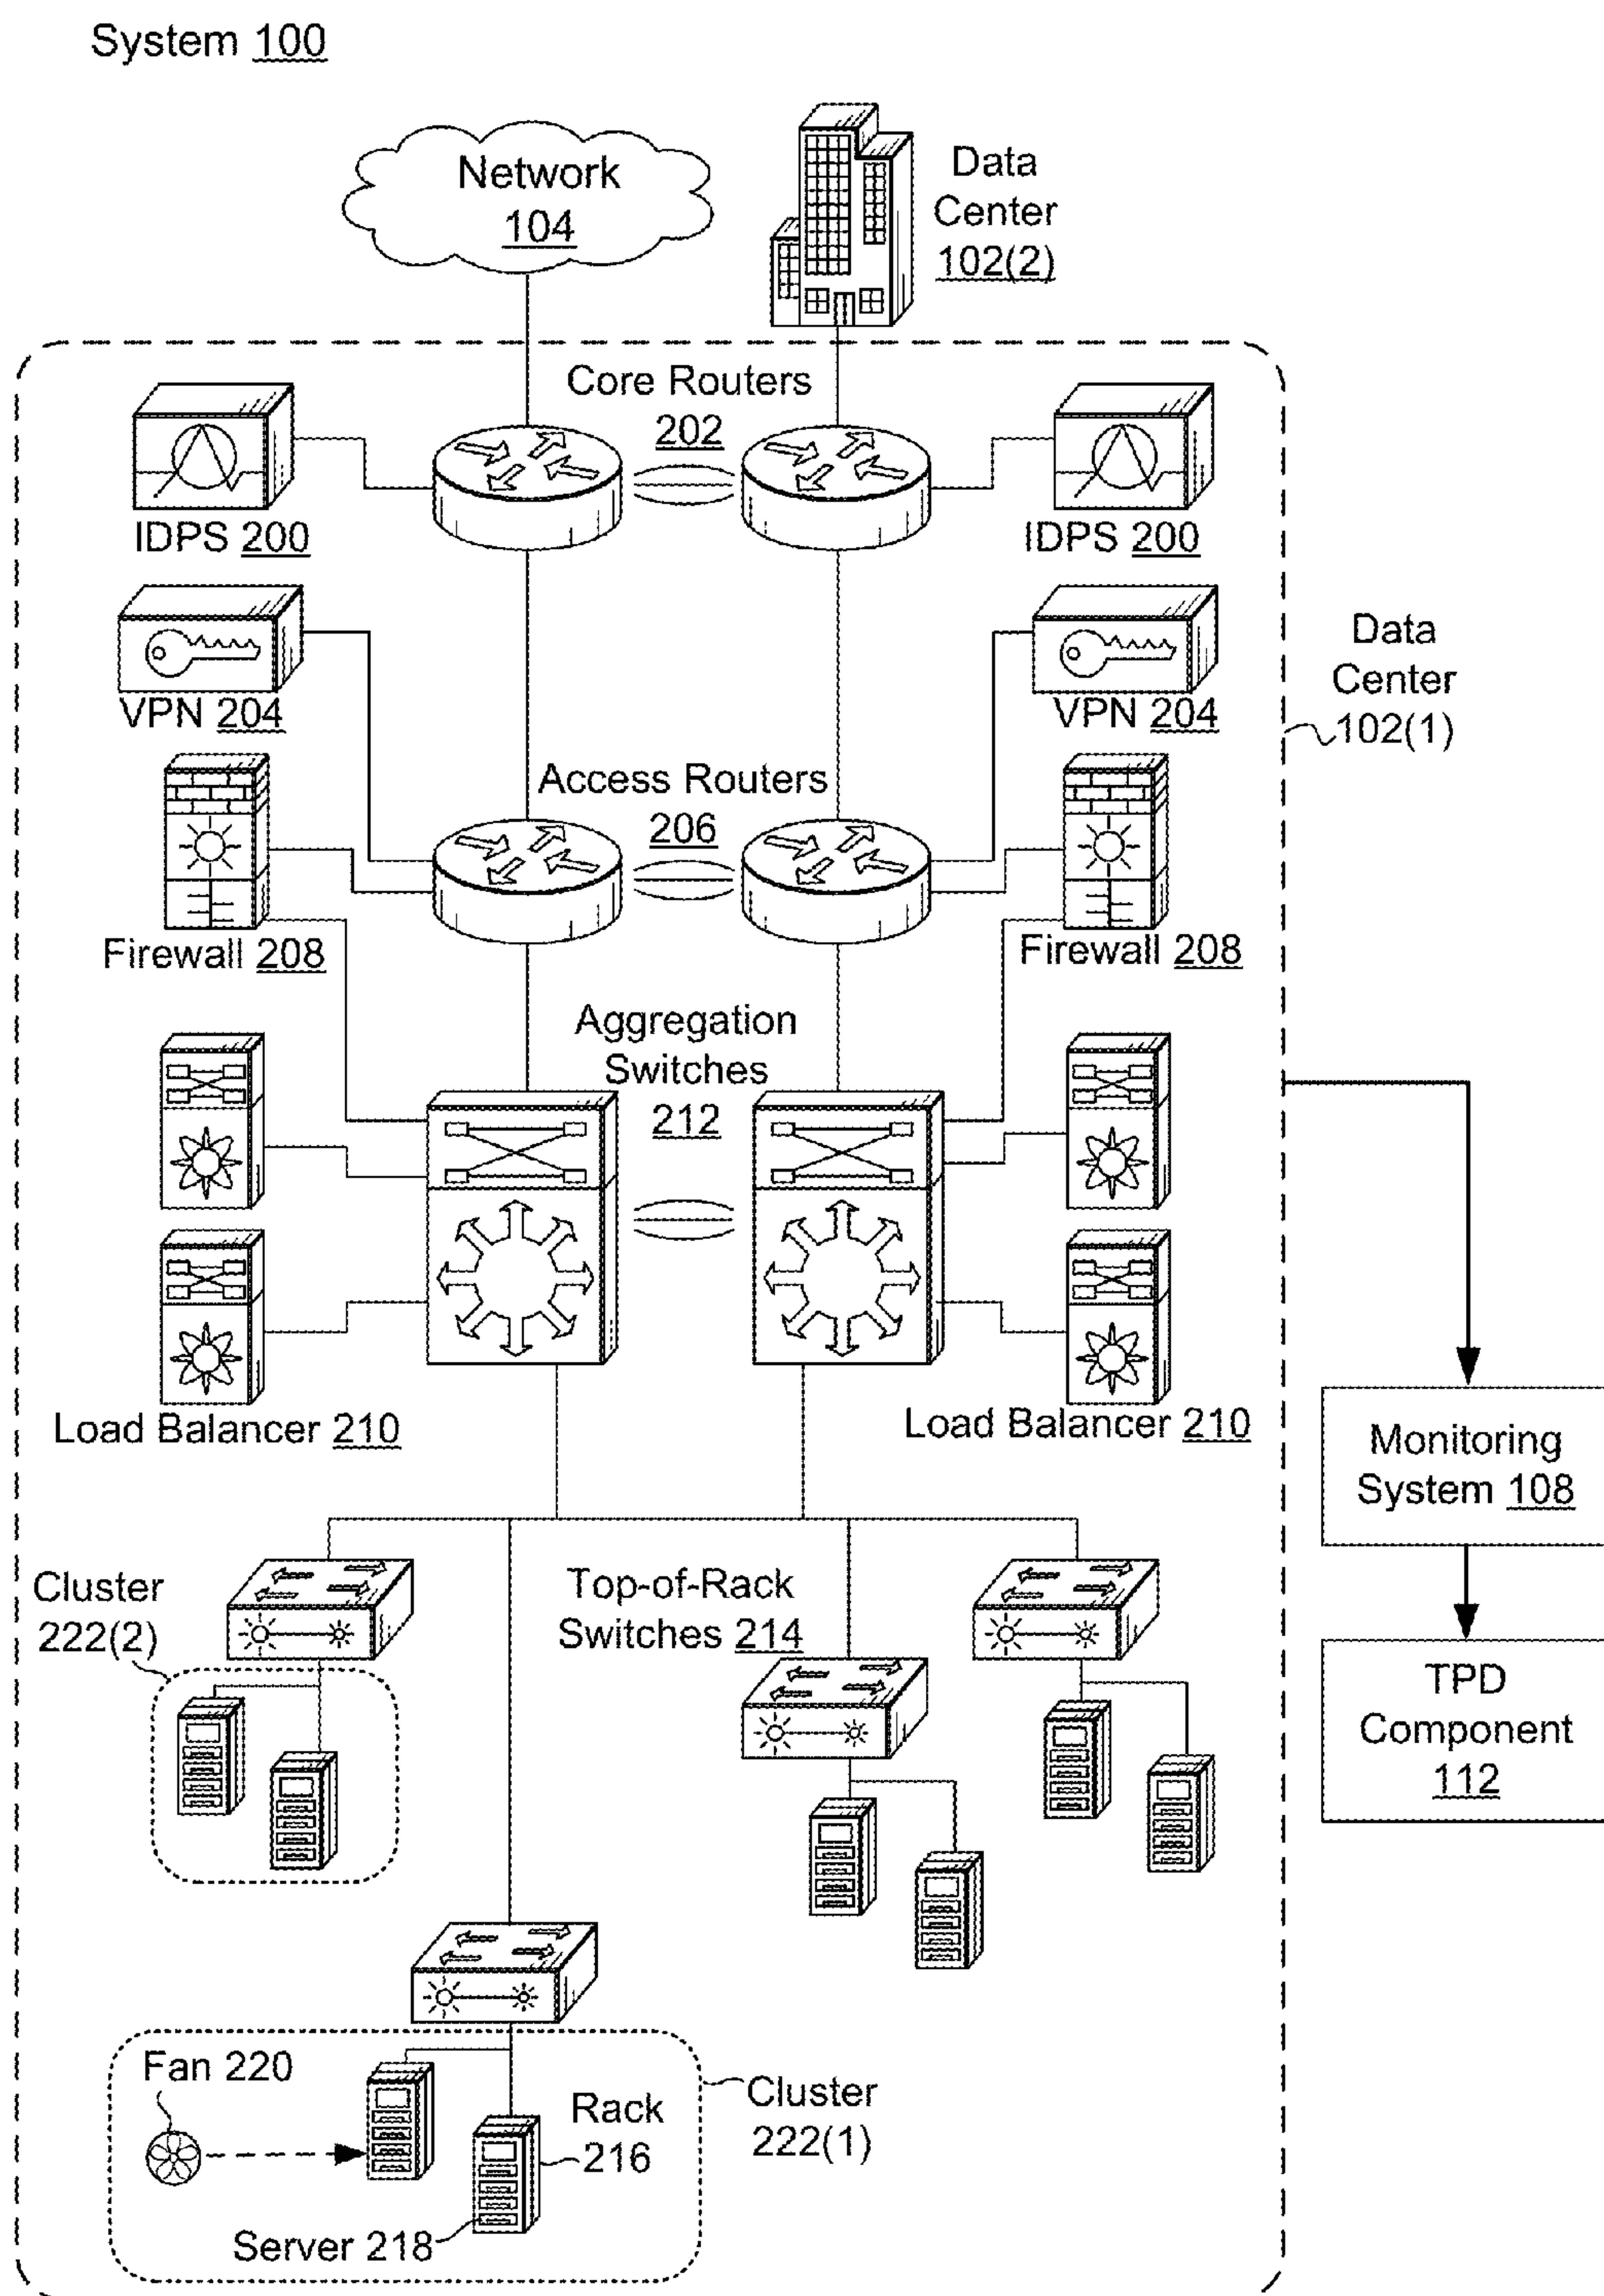 System 100
Network
104
Data
Center
102(2)
Core Routers
202
IDPS 200
IDPS 200
VPN 204
VPN 204
Data
Center
102(1)
Access Routers
206
Firewall 208
Firewall 208
Aggregation
Switches
212
Load Balancer 210
Load Balancer 210
Monitoring
System 108
Cluster
222(2)
Top-of-Rack
Switches 214
TPD
Component
112
Fan 220
Rack
216
Cluster
222(1)
Server 218